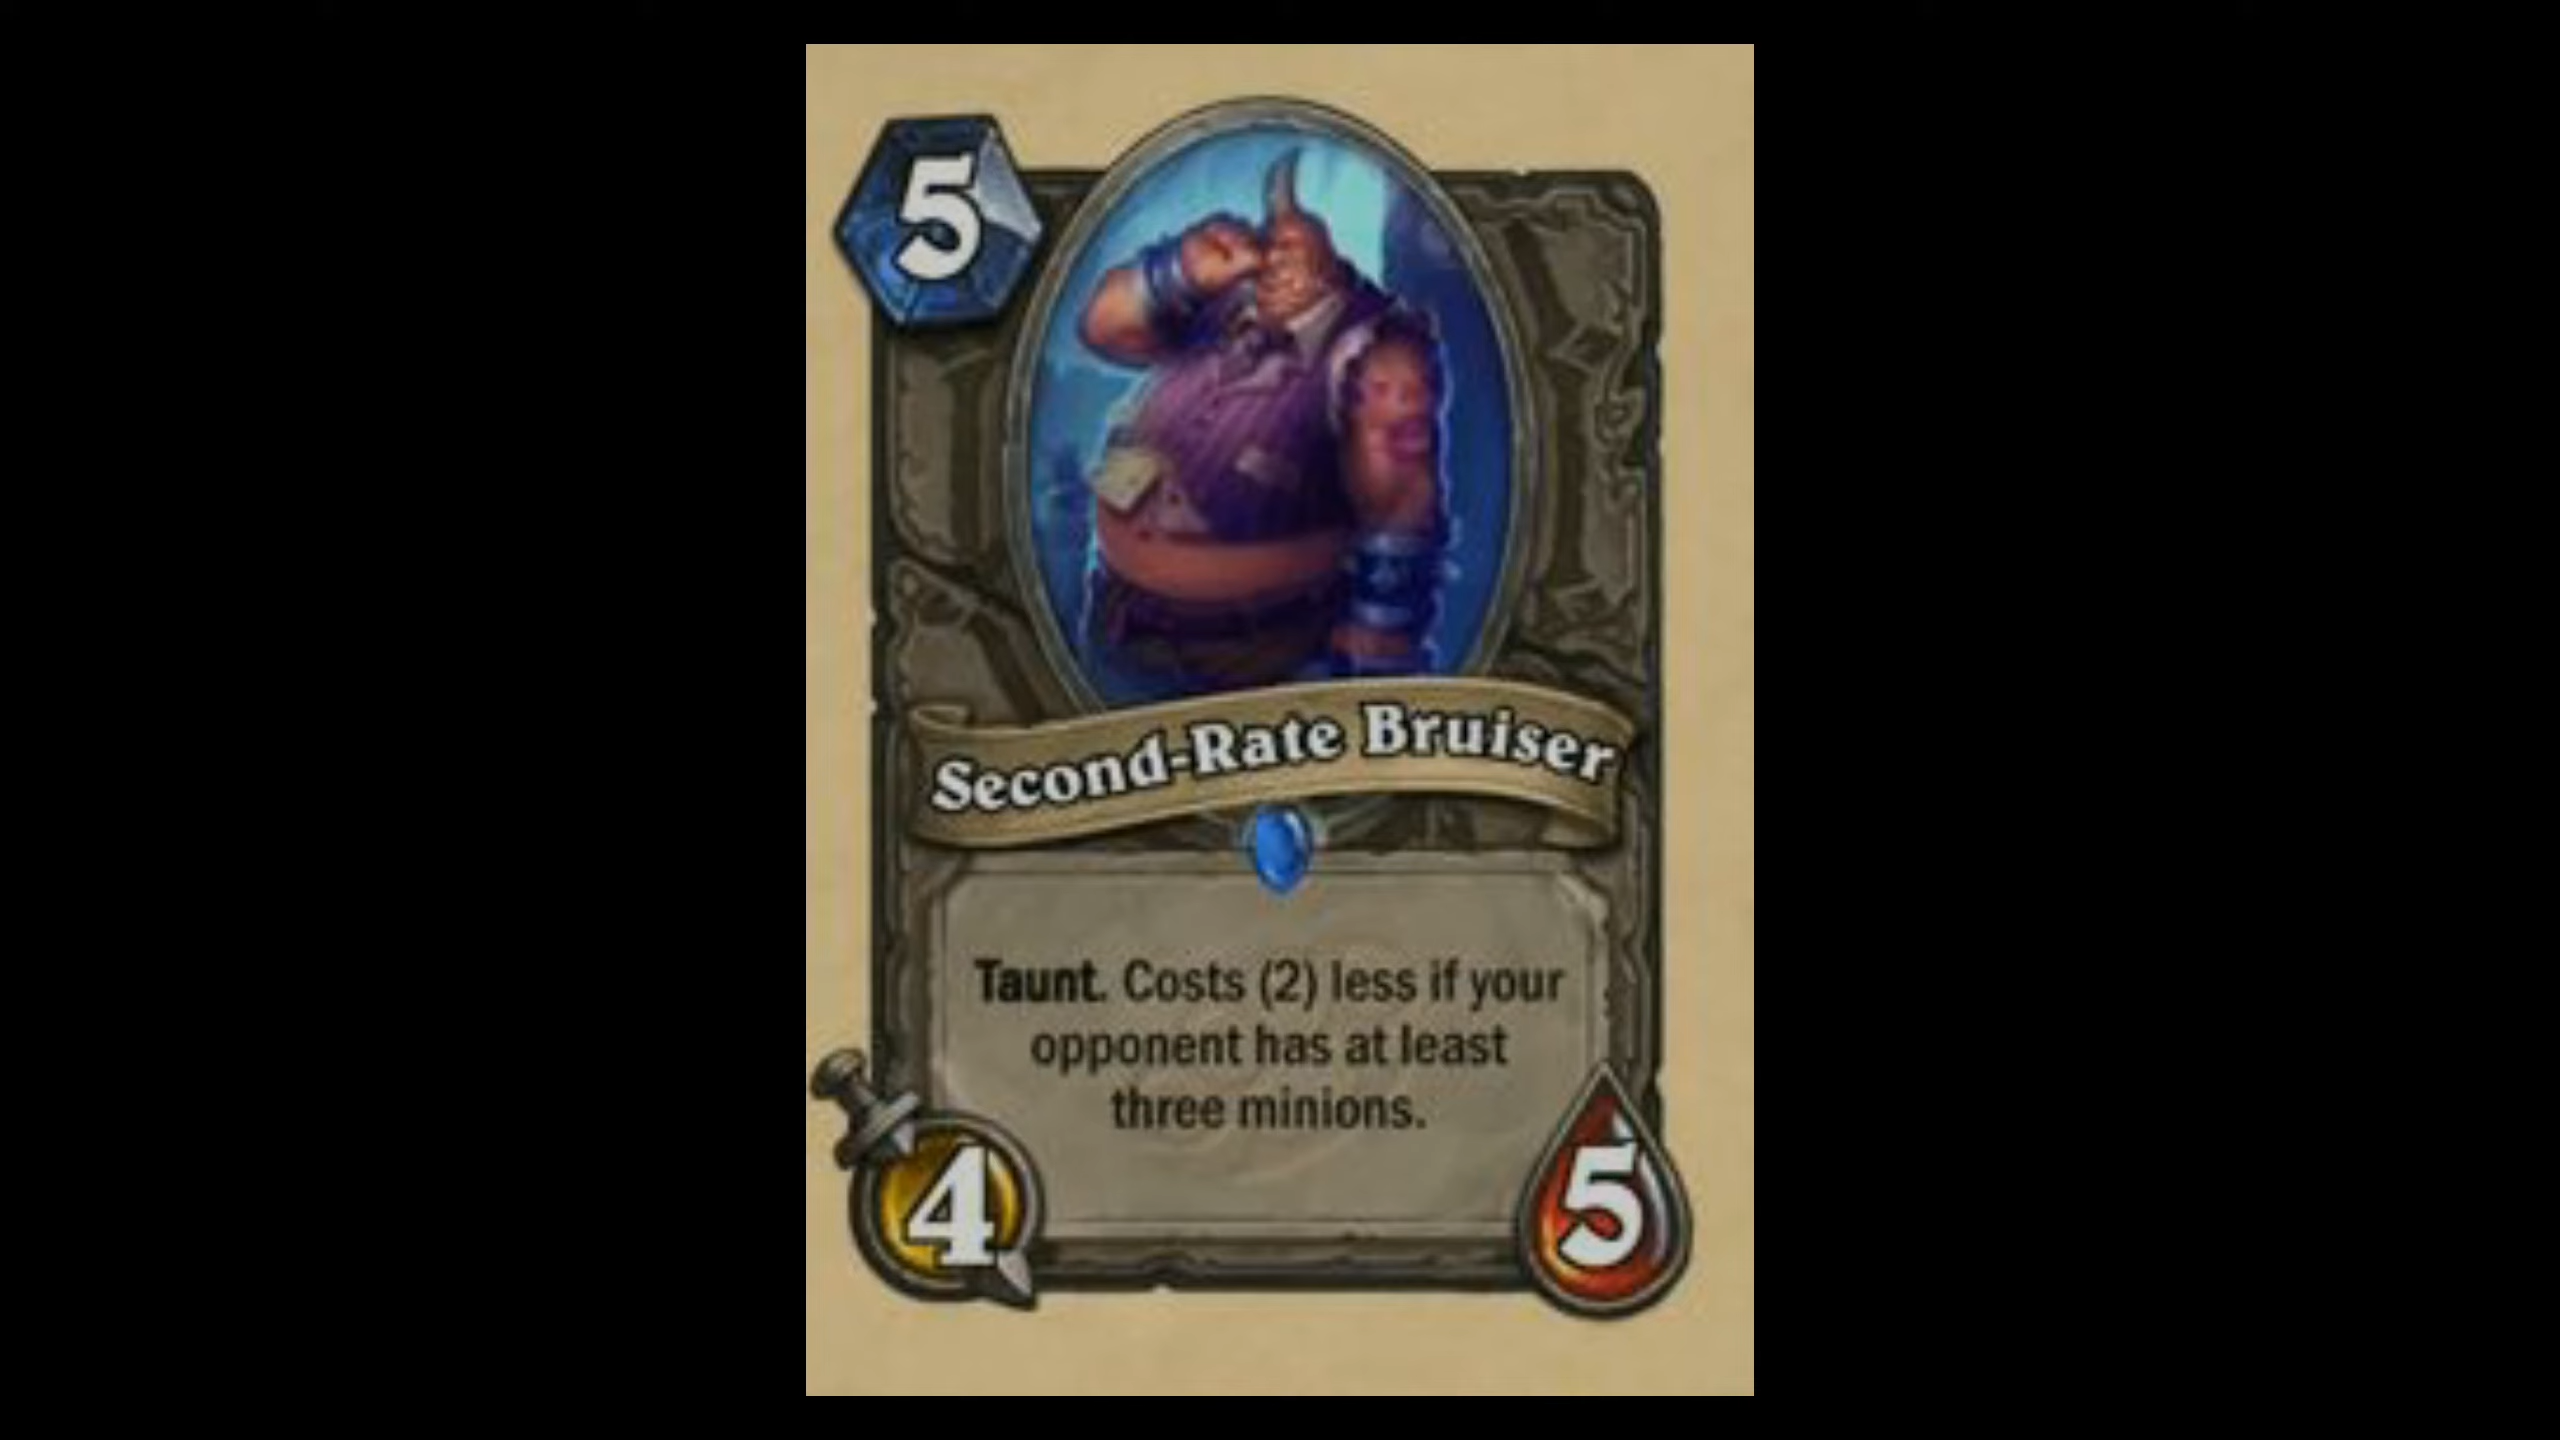 5
Second-Rate Bruiser
Taunt. Costs (2) less if your
opponent has at least
three minions.
4
5